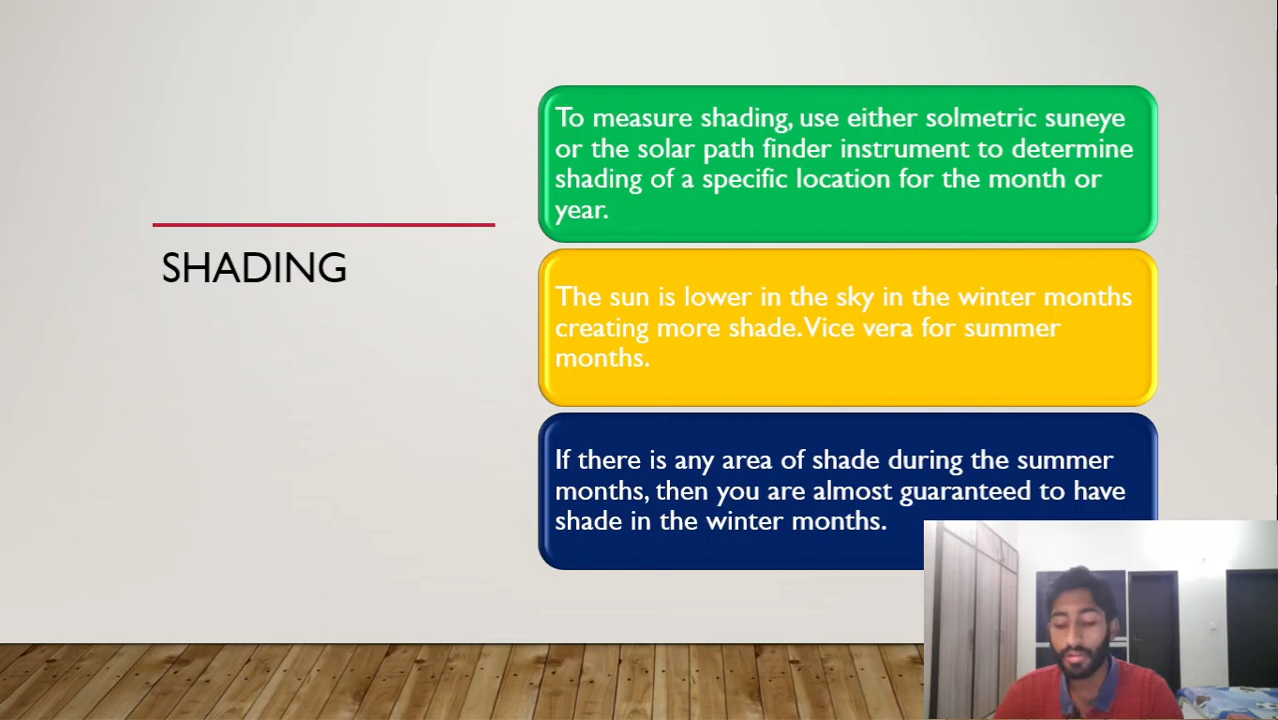 SHADING
To measure shading, use either solmetric suneye
or the solar path finder instrument to determine
shading of a specific location for the month or
year.
The sun is lower in the sky in the winter months
creating more shade. Vice vera for summer
months.
If there is any area of shade during the summer
months, then you are almost guaranteed to have
shade in the winter months.